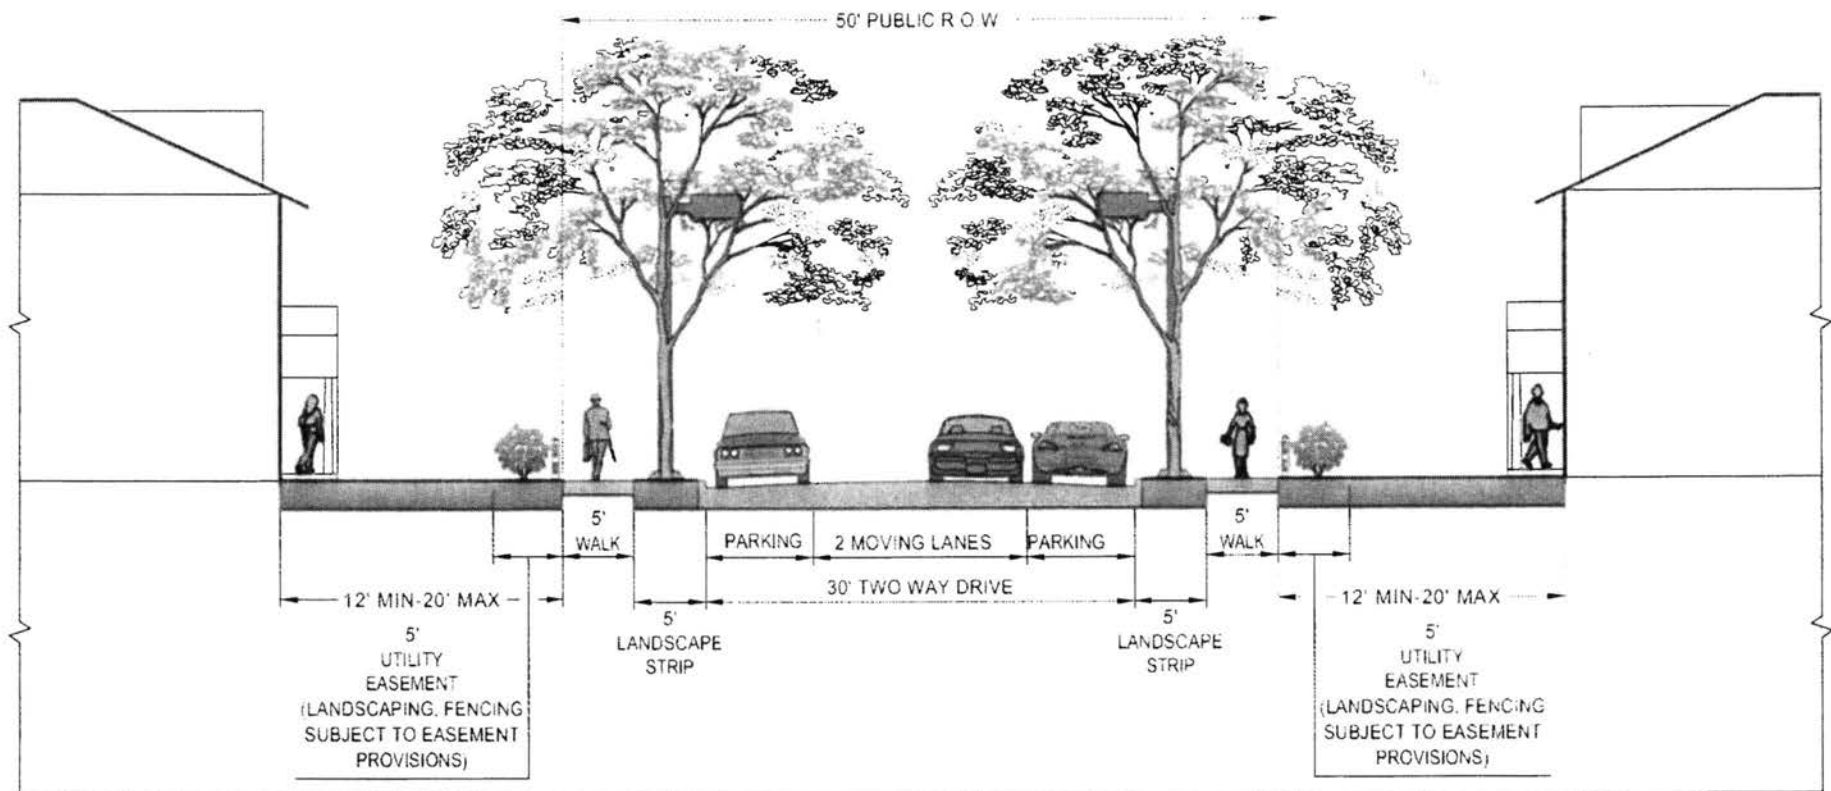 50' PUBLIC R O W
5'
WALK
PARKING
2 MOVING LANES
PARKING
5'
WALK
30' TWO WAY DRIVE
12' MIN-20' MAX
12' MIN-20' MAX
5'
LANDSCAPE
STRIP
5'
LANDSCAPE
STRIP
5'
UTILITY
EASEMENT
(LANDSCAPING, FENCING
SUBJECT TO EASEMENT
PROVISIONS)
5'
UTILITY
EASEMENT
(LANDSCAPING, FENCING
SUBJECT TO EASEMENT
PROVISIONS)